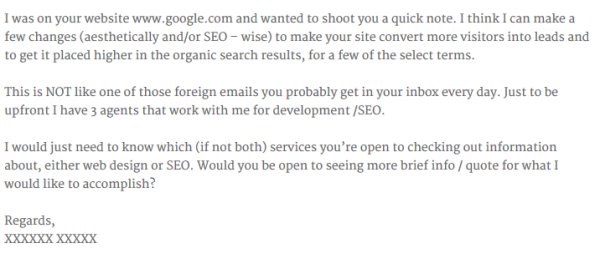 I was on your website www.google.com and wanted to shoot you a quick note. I think I can make a
few changes (aesthetically and/or SEO – wise) to make your site convert more visitors into leads and
to get it placed higher in the organic search results, for a few of the select terms.
This is NOT like one of those foreign emails you probably get in your inbox every day. Just to be
upfront I have 3 agents that work with me for development /SEO.
I would just need to know which (if not both) services you’re open to checking out information
about, either web design or SEO. Would you be open to seeing more brief info / quote for what I
would like to accomplish?
Regards,
XXXXXX XXXXX